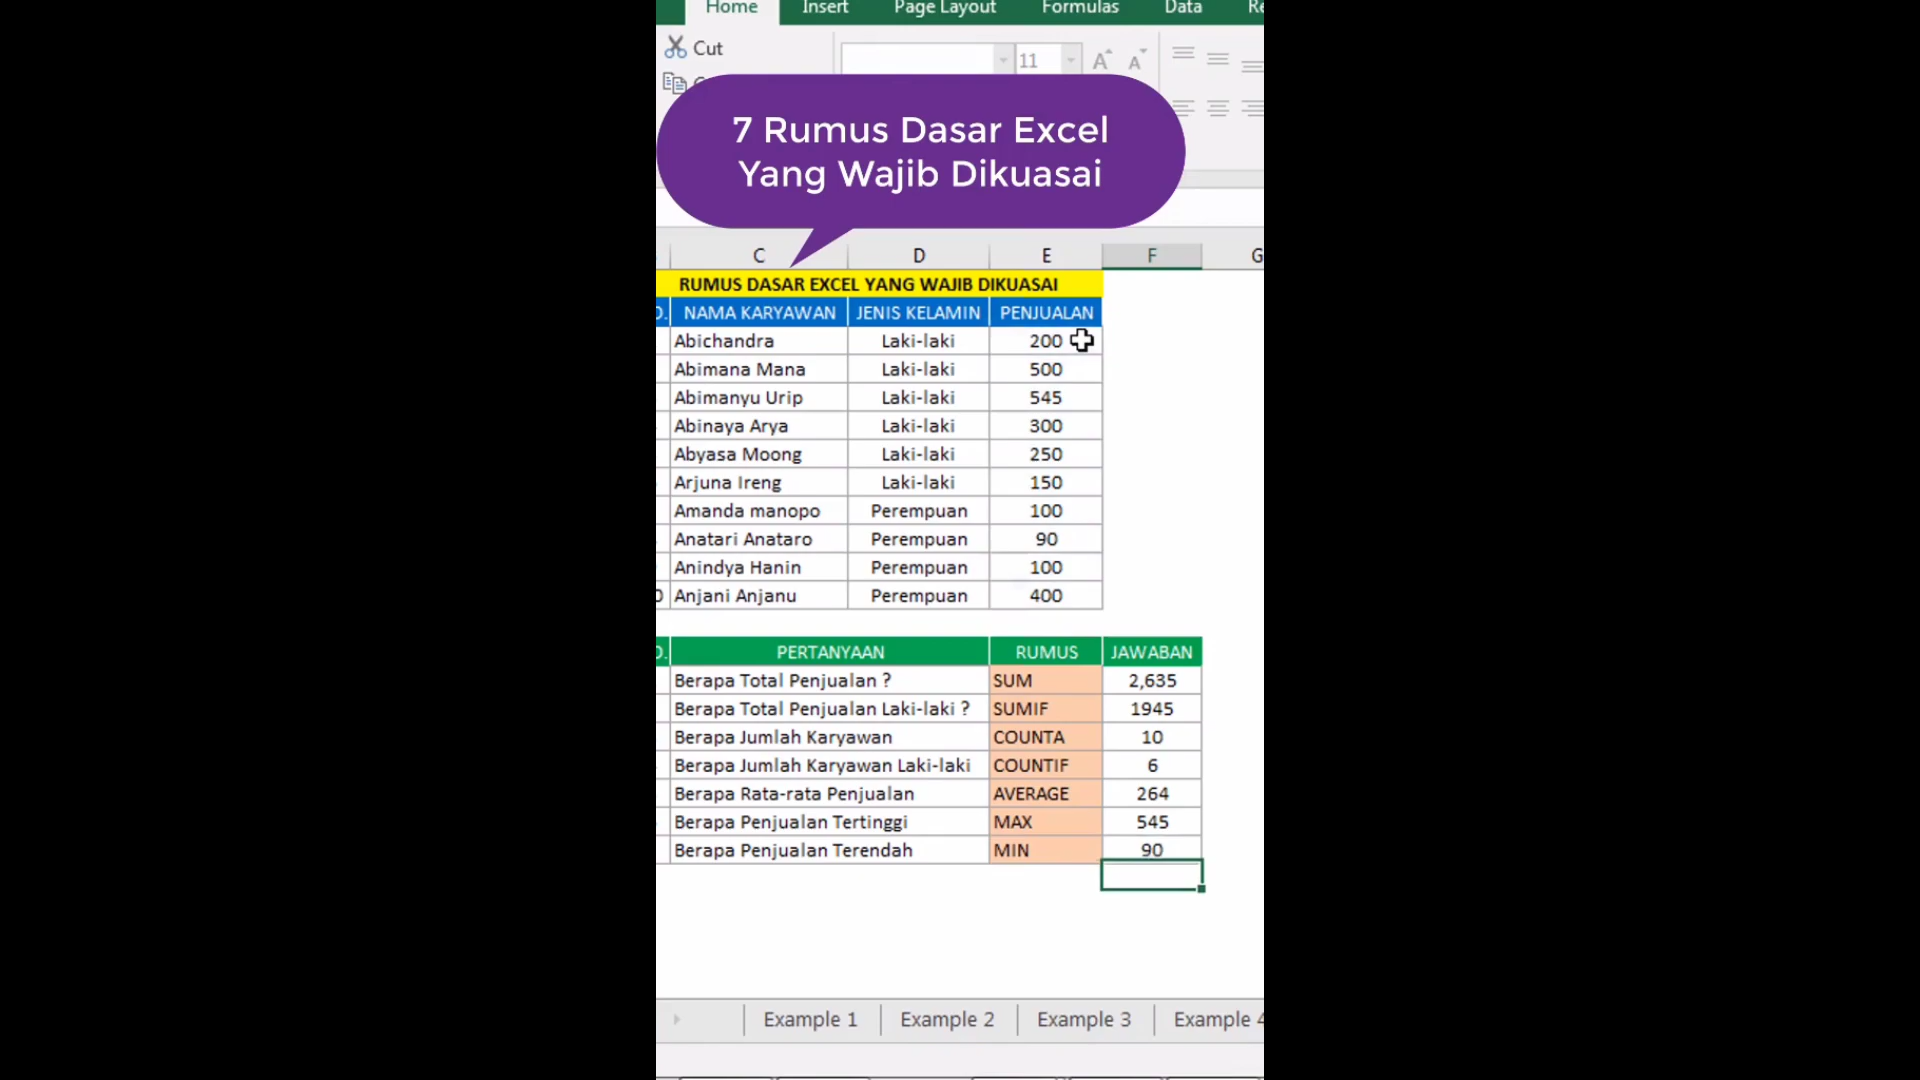 Home Insert Page Layout Formulas Data Re
Cut
11 A A
7 Rumus Dasar Excel
Yang Wajib Dikuasai
C D E F G
RUMUS DASAR EXCEL YANG WAJIB DIKUASAI
NAMA KARYAWAN JENIS KELAMIN PENJUALAN
Abichandra Laki-laki 200
Abimana Mana Laki-laki 500
Abimanyu Urip Laki-laki 545
Abinaya Arya Laki-laki 300
Abyasa Moong Laki-laki 250
Arjuna Ireng Laki-laki 150
Amanda manopo Perempuan 100
Anatari Anataro Perempuan 90
Anindya Hanin Perempuan 100
0 Anjani Anjanu Perempuan 400
PERTANYAAN RUMUS JAWABAN
Berapa Total Penjualan ? SUM 2,635
Berapa Total Penjualan Laki-laki ? SUMIF 1945
Berapa Jumlah Karyawan COUNTA 10
Berapa Jumlah Karyawan Laki-laki COUNTIF 6
Berapa Rata-rata Penjualan AVERAGE 264
Berapa Penjualan Tertinggi MAX 545
Berapa Penjualan Terendah MIN 90
Example 1 Example 2 Example 3 Example 4